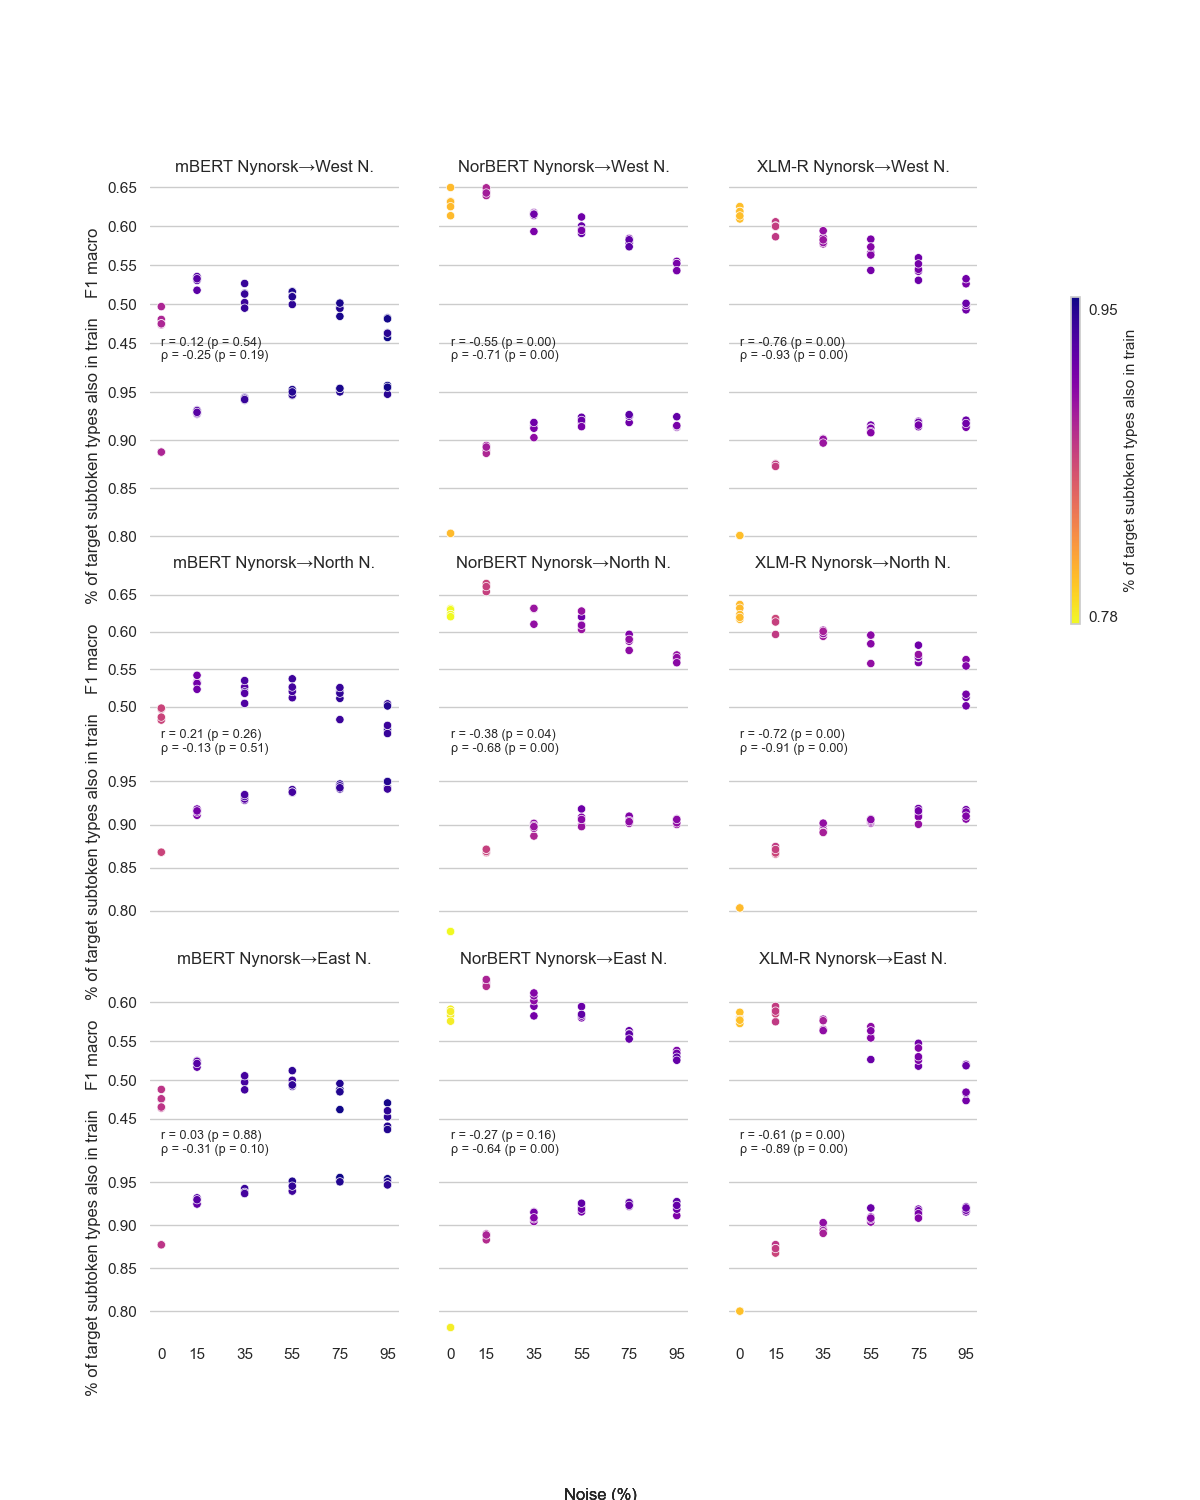 mBERT Nynorsk→West N.
NorBERT Nynorsk→West N.
XLM-R Nynorsk→West N.
F1 macro
0.65
0.60
0.55
0.50
0.45
r = 0.12 (p = 0.54)
ρ = -0.25 (p = 0.19)
r = -0.55 (p = 0.00)
ρ = -0.71 (p = 0.00)
r = -0.76 (p = 0.00)
ρ = -0.93 (p = 0.00)
% of target subtoken types also in train
0.95
0.90
0.85
0.80
mBERT Nynorsk→North N.
NorBERT Nynorsk→North N.
XLM-R Nynorsk→North N.
F1 macro
0.65
0.60
0.55
0.50
r = 0.21 (p = 0.26)
ρ = -0.13 (p = 0.51)
r = -0.38 (p = 0.04)
ρ = -0.68 (p = 0.00)
r = -0.72 (p = 0.00)
ρ = -0.91 (p = 0.00)
% of target subtoken types also in train
0.95
0.90
0.85
0.80
mBERT Nynorsk→East N.
NorBERT Nynorsk→East N.
XLM-R Nynorsk→East N.
F1 macro
0.60
0.55
0.50
0.45
r = 0.03 (p = 0.88)
ρ = -0.31 (p = 0.10)
r = -0.27 (p = 0.16)
ρ = -0.64 (p = 0.00)
r = -0.61 (p = 0.00)
ρ = -0.89 (p = 0.00)
% of target subtoken types also in train
0.95
0.90
0.85
0.80
0 15 35 55 75 95
0 15 35 55 75 95
0 15 35 55 75 95
Noise (%)
0.95
0.78
% of target subtoken types also in train